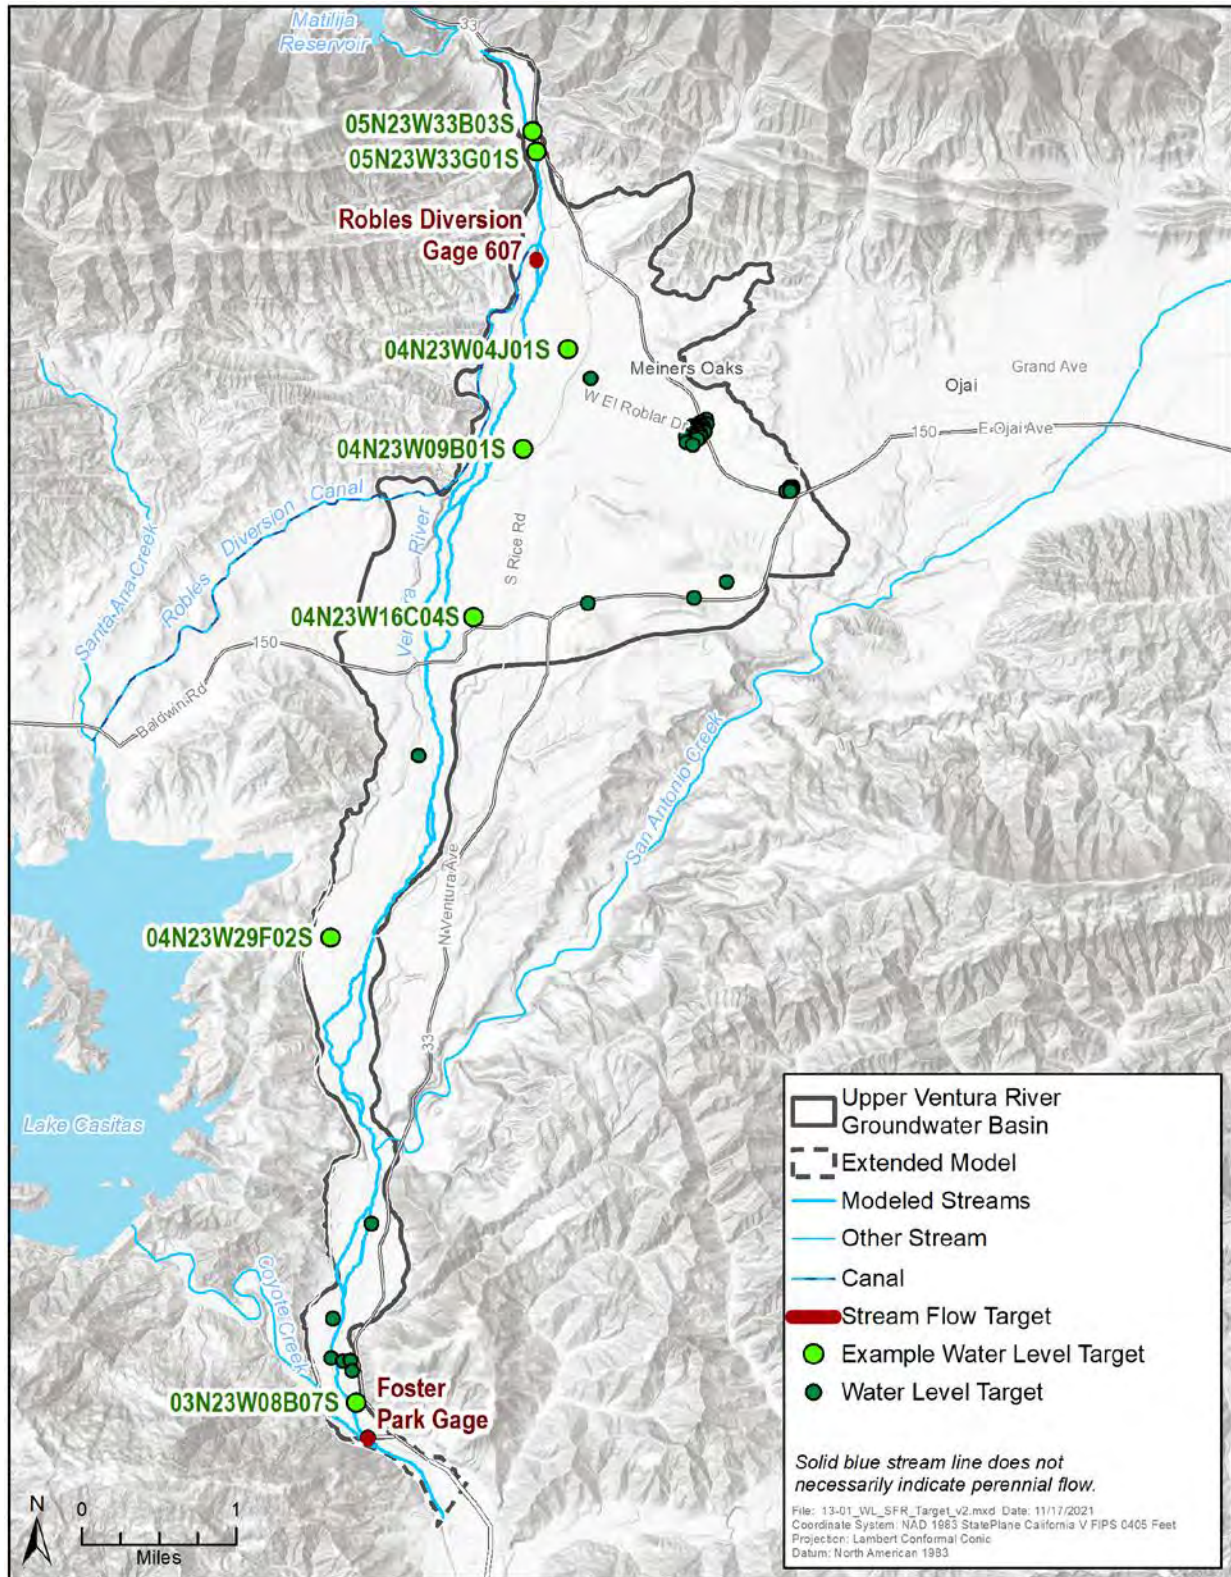 Matilija
Reservoir
33
05N23W33B03S
05N23W33G01S
Robles Diversion
Gage 607
04N23W04J01S
Meiners Oaks
Grand Ave
Ojai
W El Roblar Dr
150
E Ojai Ave
04N23W09B01S
Santa Ana Creek
Robles Diversion Canal
Ventura River
S Rice Rd
04N23W16C04S
150
Baldwin Rd
San Antonio Creek
N Ventura Ave
04N23W29F02S
33
Lake Casitas
Coyote Creek
03N23W08B07S
Foster
Park Gage
Upper Ventura River
Groundwater Basin
Extended Model
Modeled Streams
Other Stream
Canal
Stream Flow Target
Example Water Level Target
Water Level Target
Solid blue stream line does not
necessarily indicate perennial flow.
File: 13-01_WL_SFR_Target_v2.mxd Date: 11/17/2021
Coordinate System: NAD 1983 StatePlane California V FIPS 0405 Feet
Projection: Lambert Conformal Conic
Datum: North American 1983
N
0 1
Miles